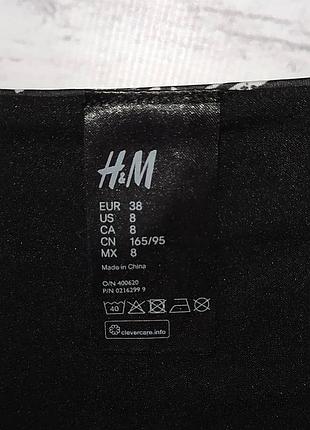 H&M
EUR 38
US 8
CA 8
CN 165/95
MX 8
Made in China
O/N 400620
P/N 0216299 9
40
clevercare.info